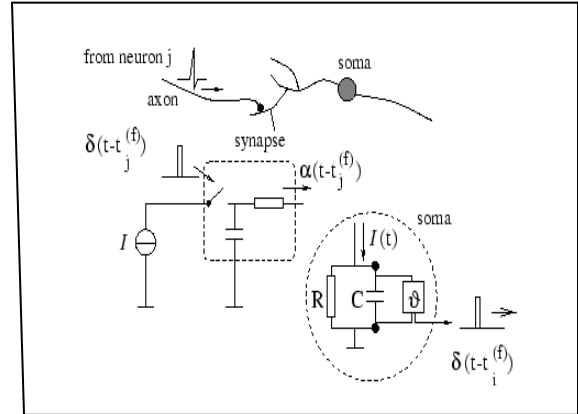 from neuron j
soma
axon
synapse
δ(t-t_j^(f))
α(t-t_j^(f))
soma
I
I(t)
R
C
ϑ
δ(t-t_i^(f))